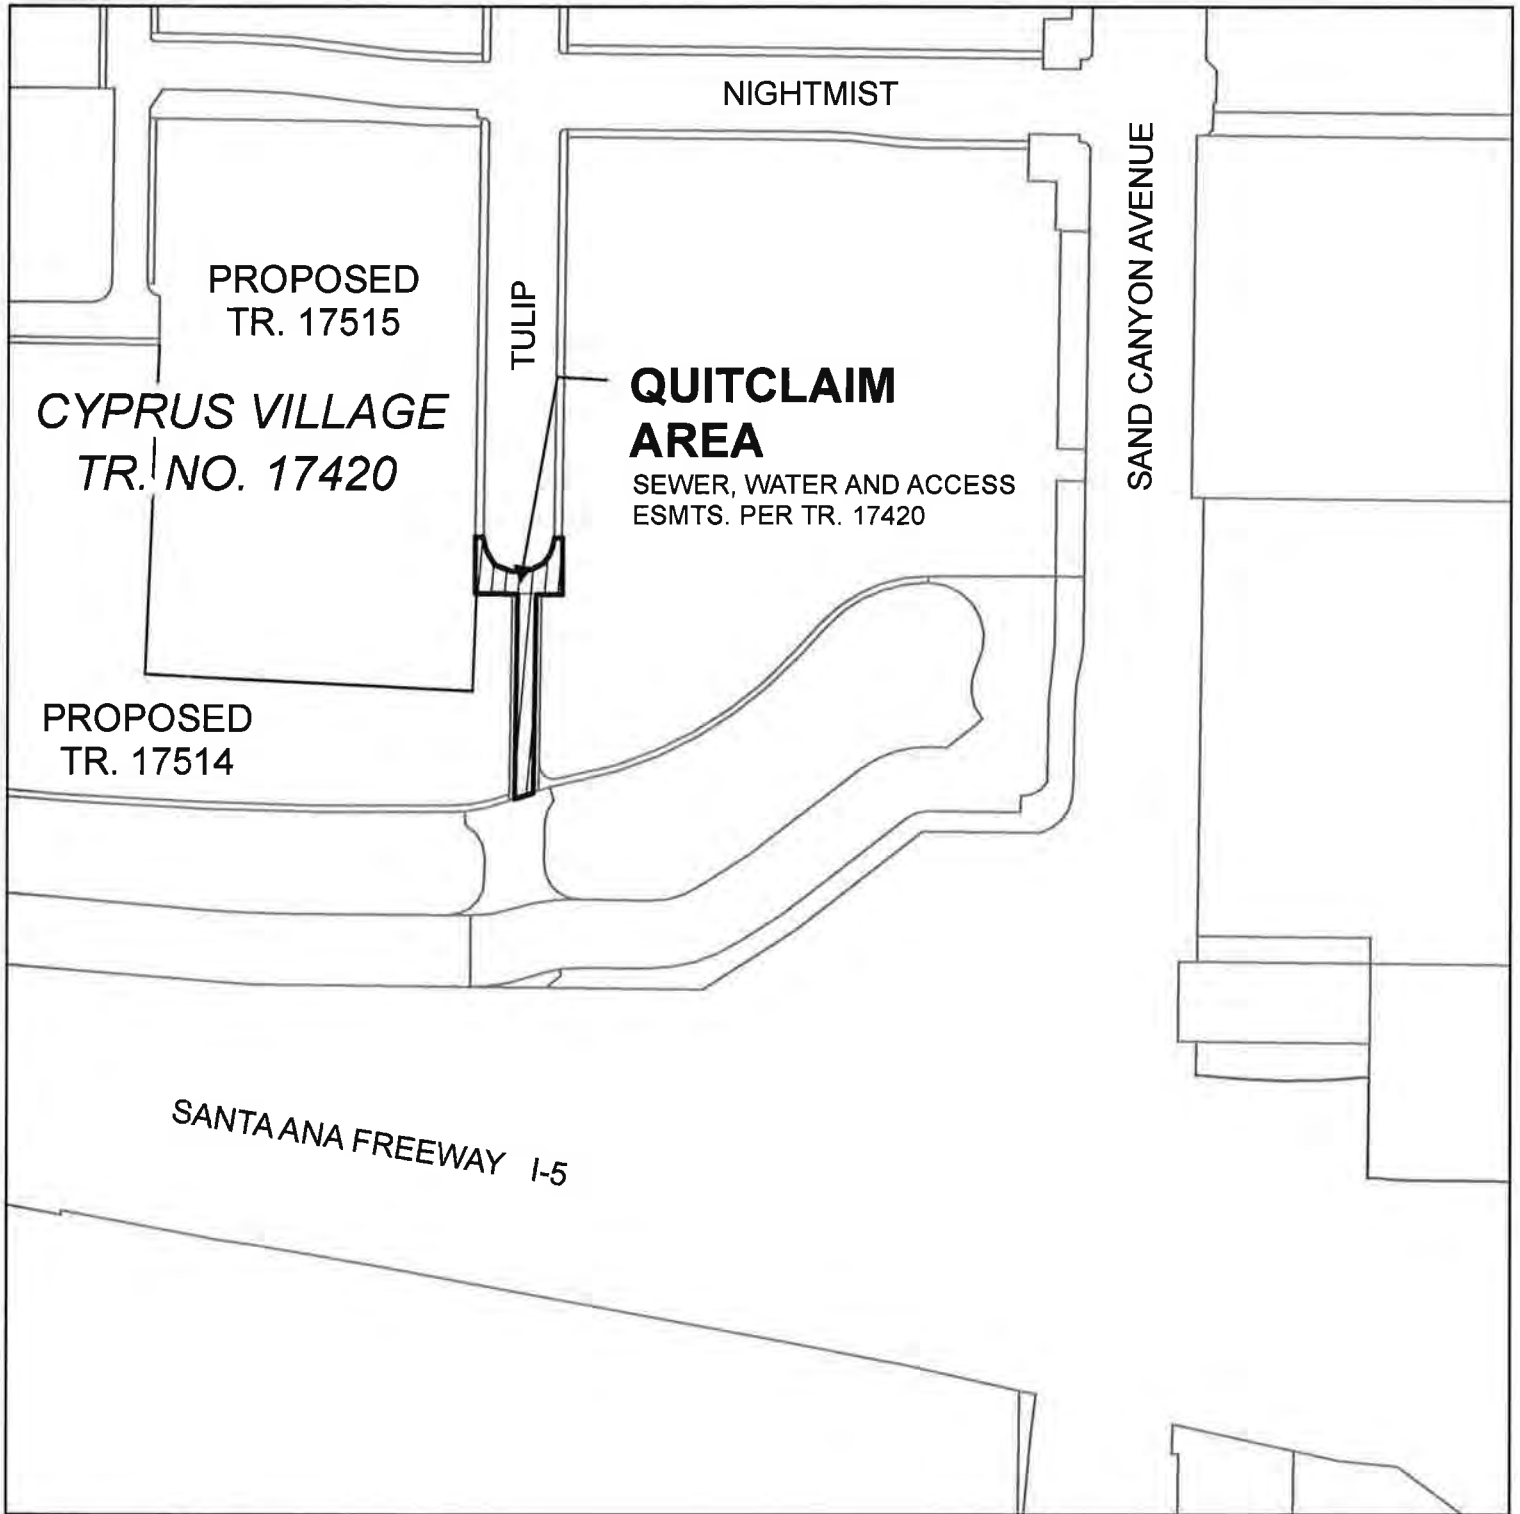 NIGHTMIST
SAND CANYON AVENUE
PROPOSED
TR. 17515
TULIP
CYPRUS VILLAGE
TR. NO. 17420
QUITCLAIM
AREA
SEWER, WATER AND ACCESS
ESMTS. PER TR. 17420
PROPOSED
TR. 17514
SANTA ANA FREEWAY I-5